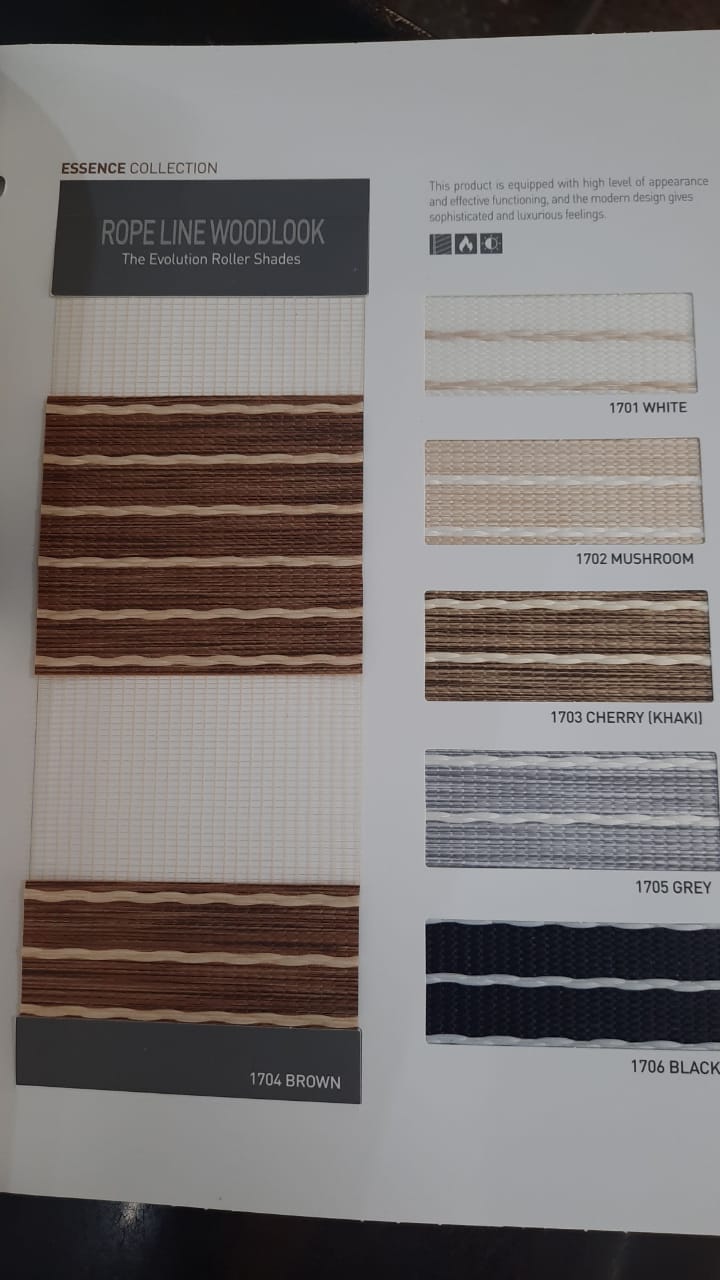 ESSENCE COLLECTION
ROPE LINE WOODLOOK
The Evolution Roller Shades
This product is equipped with high level of appearance
and effective functioning, and the modern design gives
sophisticated and luxurious feelings.
1701 WHITE
1702 MUSHROOM
1703 CHERRY (KHAKI)
1705 GREY
1706 BLACK
1704 BROWN